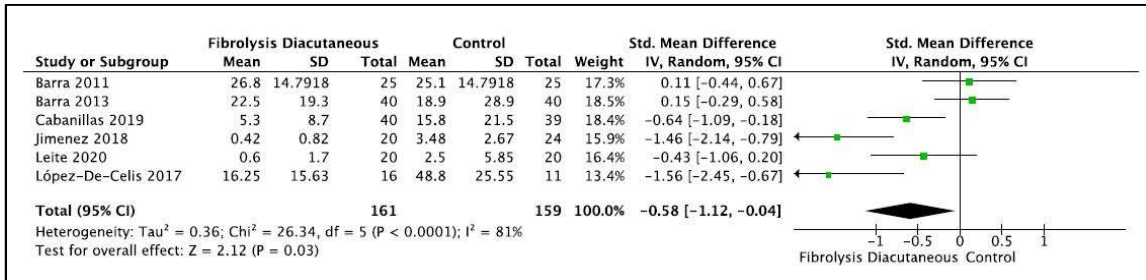 Fibrolysis Diacutaneous Control Std. Mean Difference Std. Mean Difference
Study or Subgroup Mean SD Total Mean SD Total Weight IV, Random, 95% CI IV, Random, 95% CI
Barra 2011 26.8 14.7918 25 25.1 14.7918 25 17.3% 0.11 [-0.44, 0.67]
Barra 2013 22.5 19.3 40 18.9 28.9 40 18.5% 0.15 [-0.29, 0.58]
Cabanillas 2019 5.3 8.7 40 15.8 21.5 39 18.4% -0.64 [-1.09, -0.18]
Jimenez 2018 0.42 0.82 20 3.48 2.67 24 15.9% -1.46 [-2.14, -0.79]
Leite 2020 0.6 1.7 20 2.5 5.85 20 16.4% -0.43 [-1.06, 0.20]
López-De-Celis 2017 16.25 15.63 16 48.8 25.55 11 13.4% -1.56 [-2.45, -0.67]
Total (95% CI) 161 159 100.0% -0.58 [-1.12, -0.04]
Heterogeneity: Tau² = 0.36; Chi² = 26.34, df = 5 (P < 0.0001); I² = 81%
Test for overall effect: Z = 2.12 (P = 0.03)
-1 -0.5 0 0.5 1
Fibrolysis Diacutaneous Control